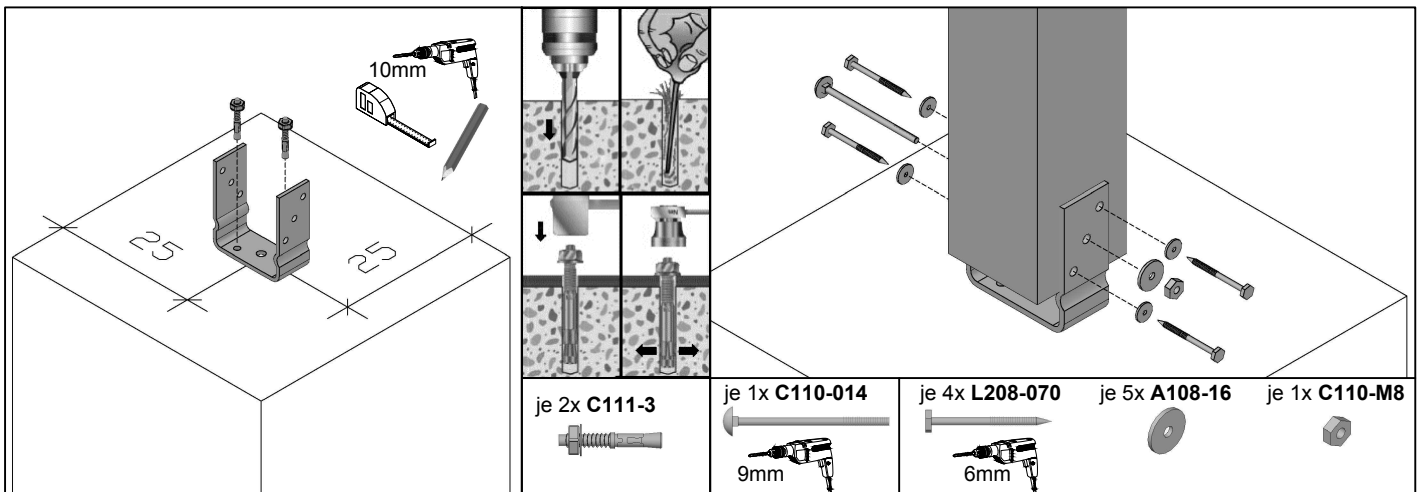 10mm
25
25
je 2x C111-3
je 1x C110-014
9mm
je 4x L208-070
6mm
je 5x A108-16
je 1x C110-M8